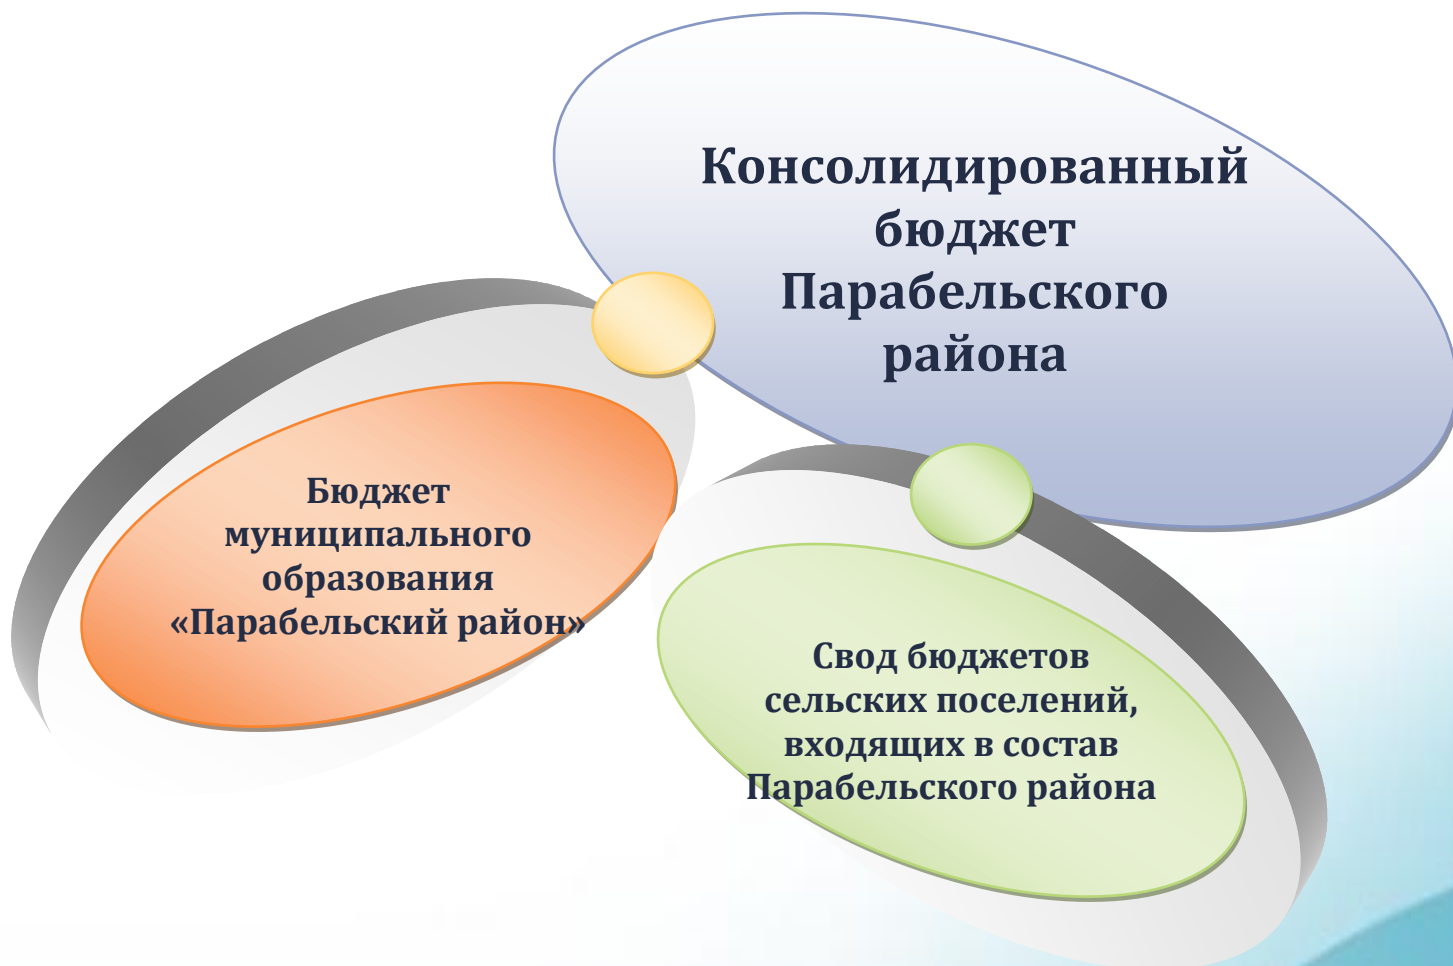 Консолидированный
бюджет
Парабельского
района
Бюджет
муниципального
образования
«Парабельский район»
Свод бюджетов
сельских поселений,
входящих в состав
Парабельского района